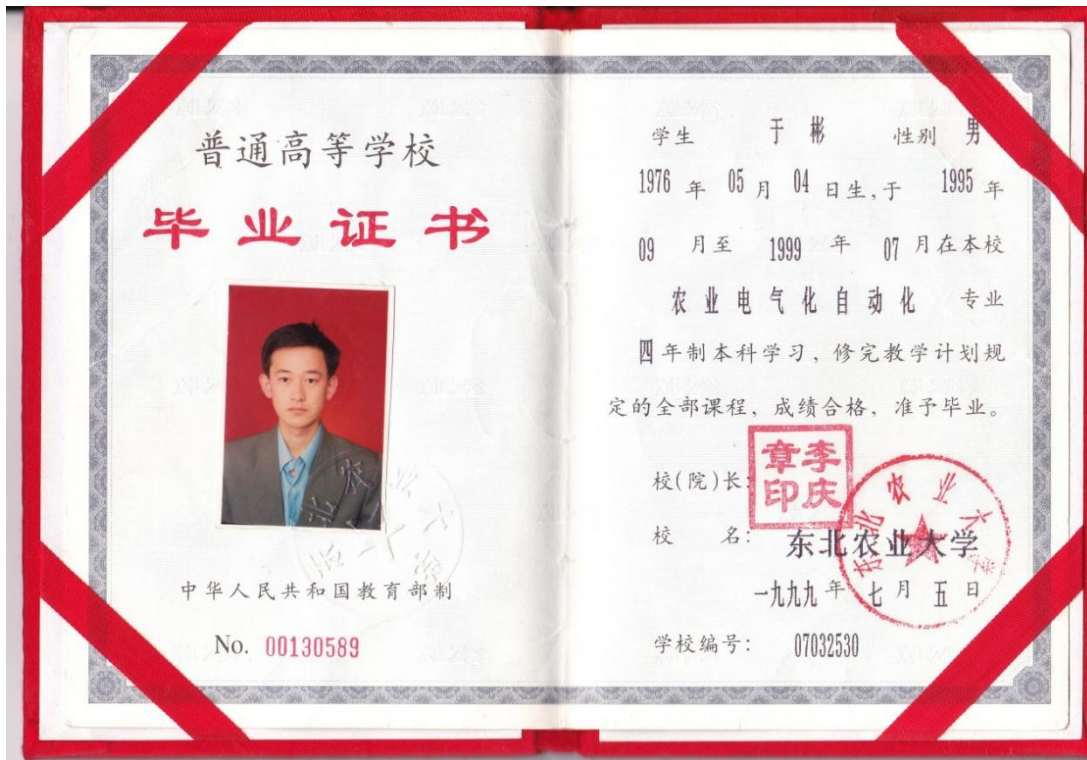 普通高等学校
毕业证书
中华人民共和国教育部制
No. 00130589
学生 于彬 性别 男
1976 年 05 月 04 日生,于 1995 年
09 月至 1999 年 07 月在本校
农业电气化自动化 专业
四年制本科学习，修完教学计划规
定的全部课程，成绩合格，准予毕业。
校(院)长:
李庆章印
校 名:
东北农业大学
东北农业大学
一九九九年七月五日
学校编号: 07032530